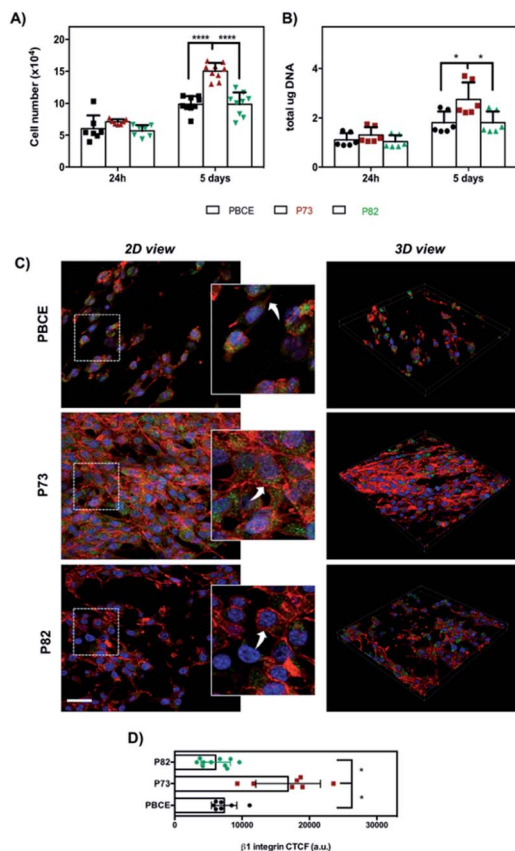 A)
B)
Cell number (x10⁴)
20
15
10
5
0
**** ****
24h 5 days
total ug DNA
4
2
0
* *
24h 5 days
PBCE P73 P82
C)
2D view 3D view
PBCE
P73
P82
D)
P82
P73
PBCE
*
*
0 10000 20000 30000
β1 integrin CTCF (a.u.)